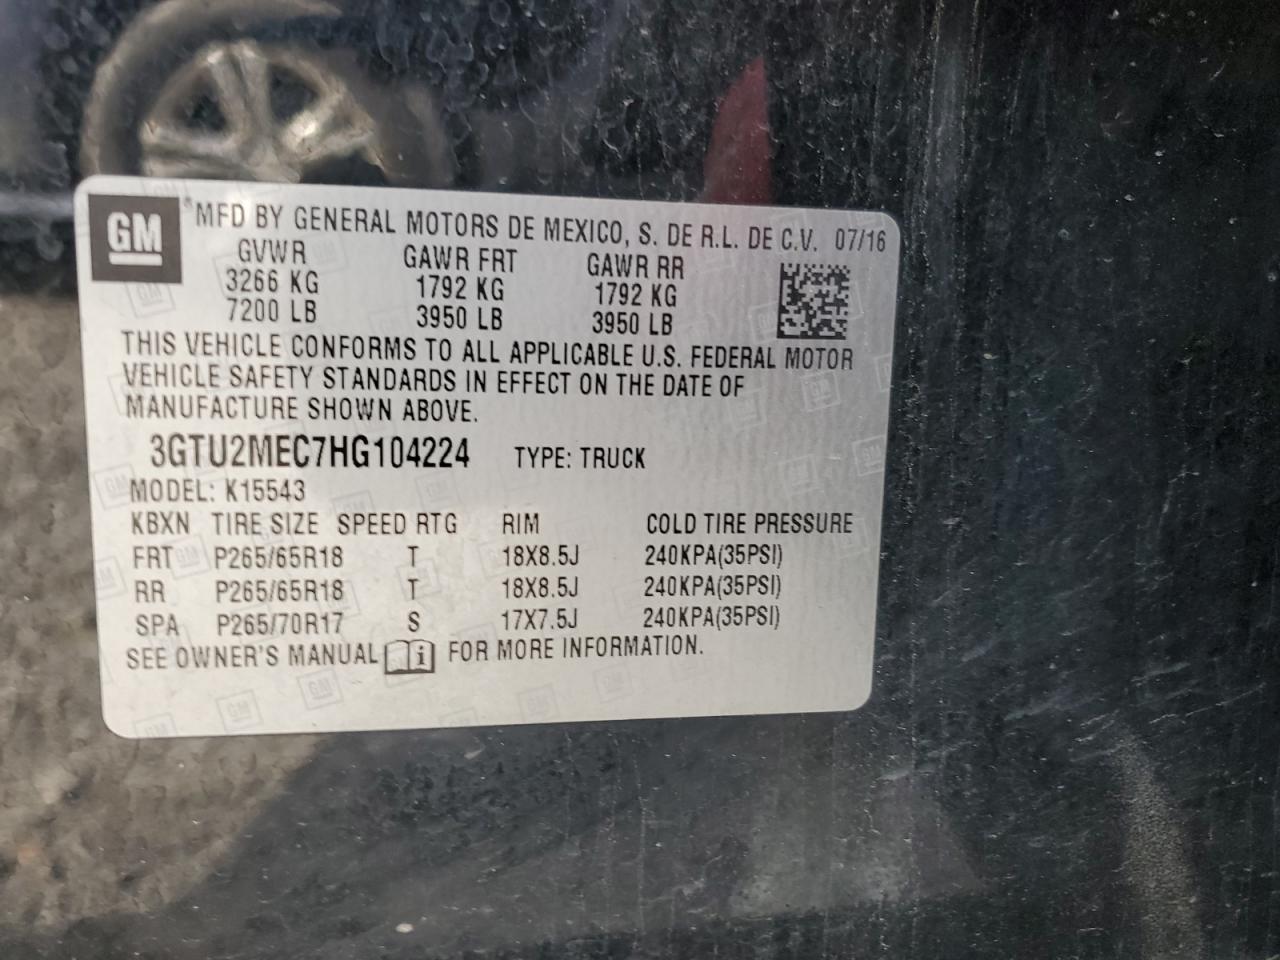 GM ® MFD BY GENERAL MOTORS DE MEXICO, S. DE R.L. DE C.V. 07/16
GVWR GAWR FRT GAWR RR
3266 KG 1792 KG 1792 KG
7200 LB 3950 LB 3950 LB
THIS VEHICLE CONFORMS TO ALL APPLICABLE U.S. FEDERAL MOTOR
VEHICLE SAFETY STANDARDS IN EFFECT ON THE DATE OF
MANUFACTURE SHOWN ABOVE.
3GTU2MEC7HG104224 TYPE: TRUCK
MODEL: K15543
KBXN TIRE SIZE SPEED RTG RIM COLD TIRE PRESSURE
FRT P265/65R18 T 18X8.5J 240KPA(35PSI)
RR P265/65R18 T 18X8.5J 240KPA(35PSI)
SPA P265/70R17 S 17X7.5J 240KPA(35PSI)
SEE OWNER'S MANUAL i FOR MORE INFORMATION.